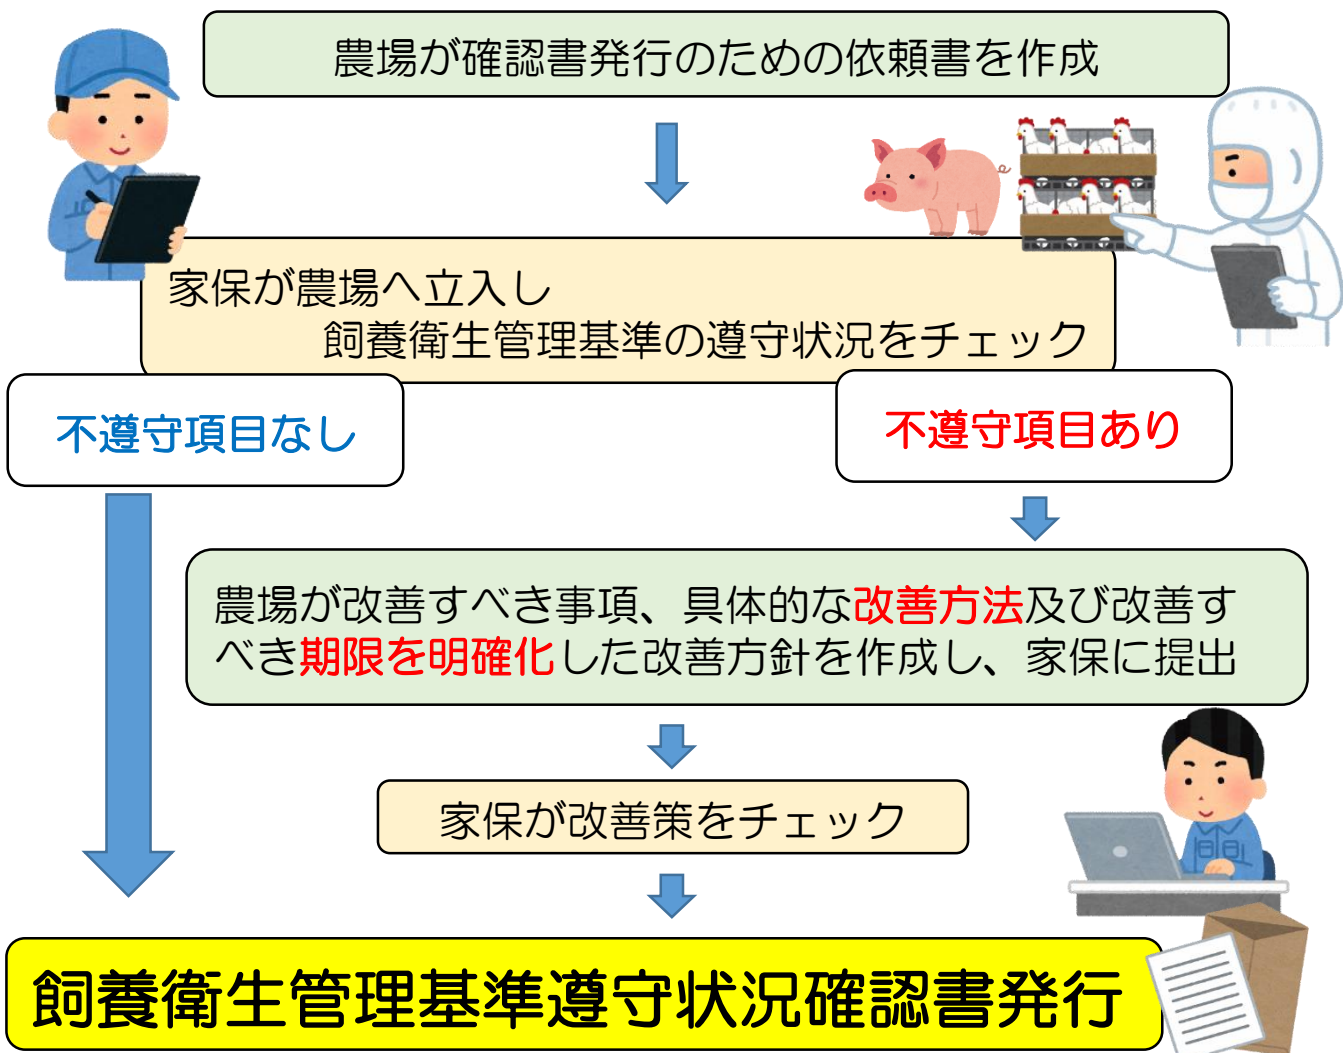 農場が確認書発行のための依頼書を作成
家保が農場へ立入し
飼養衛生管理基準の遵守状況をチェック
不遵守項目なし
不遵守項目あり
農場が改善すべき事項、具体的な改善方法及び改善す
べき期限を明確化した改善方針を作成し、家保に提出
家保が改善策をチェック
飼養衛生管理基準遵守状況確認書発行